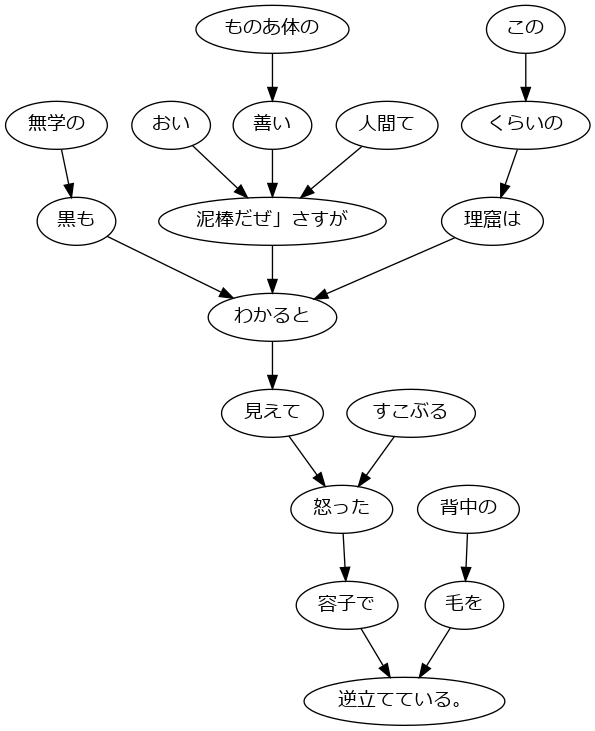 ものあ体の
この
無学の
おい
善い
人間て
くらいの
黒も
泥棒だぜ」さすが
理窟は
わかると
見えて
すこぶる
怒った
背中の
容子で
毛を
逆立てている。